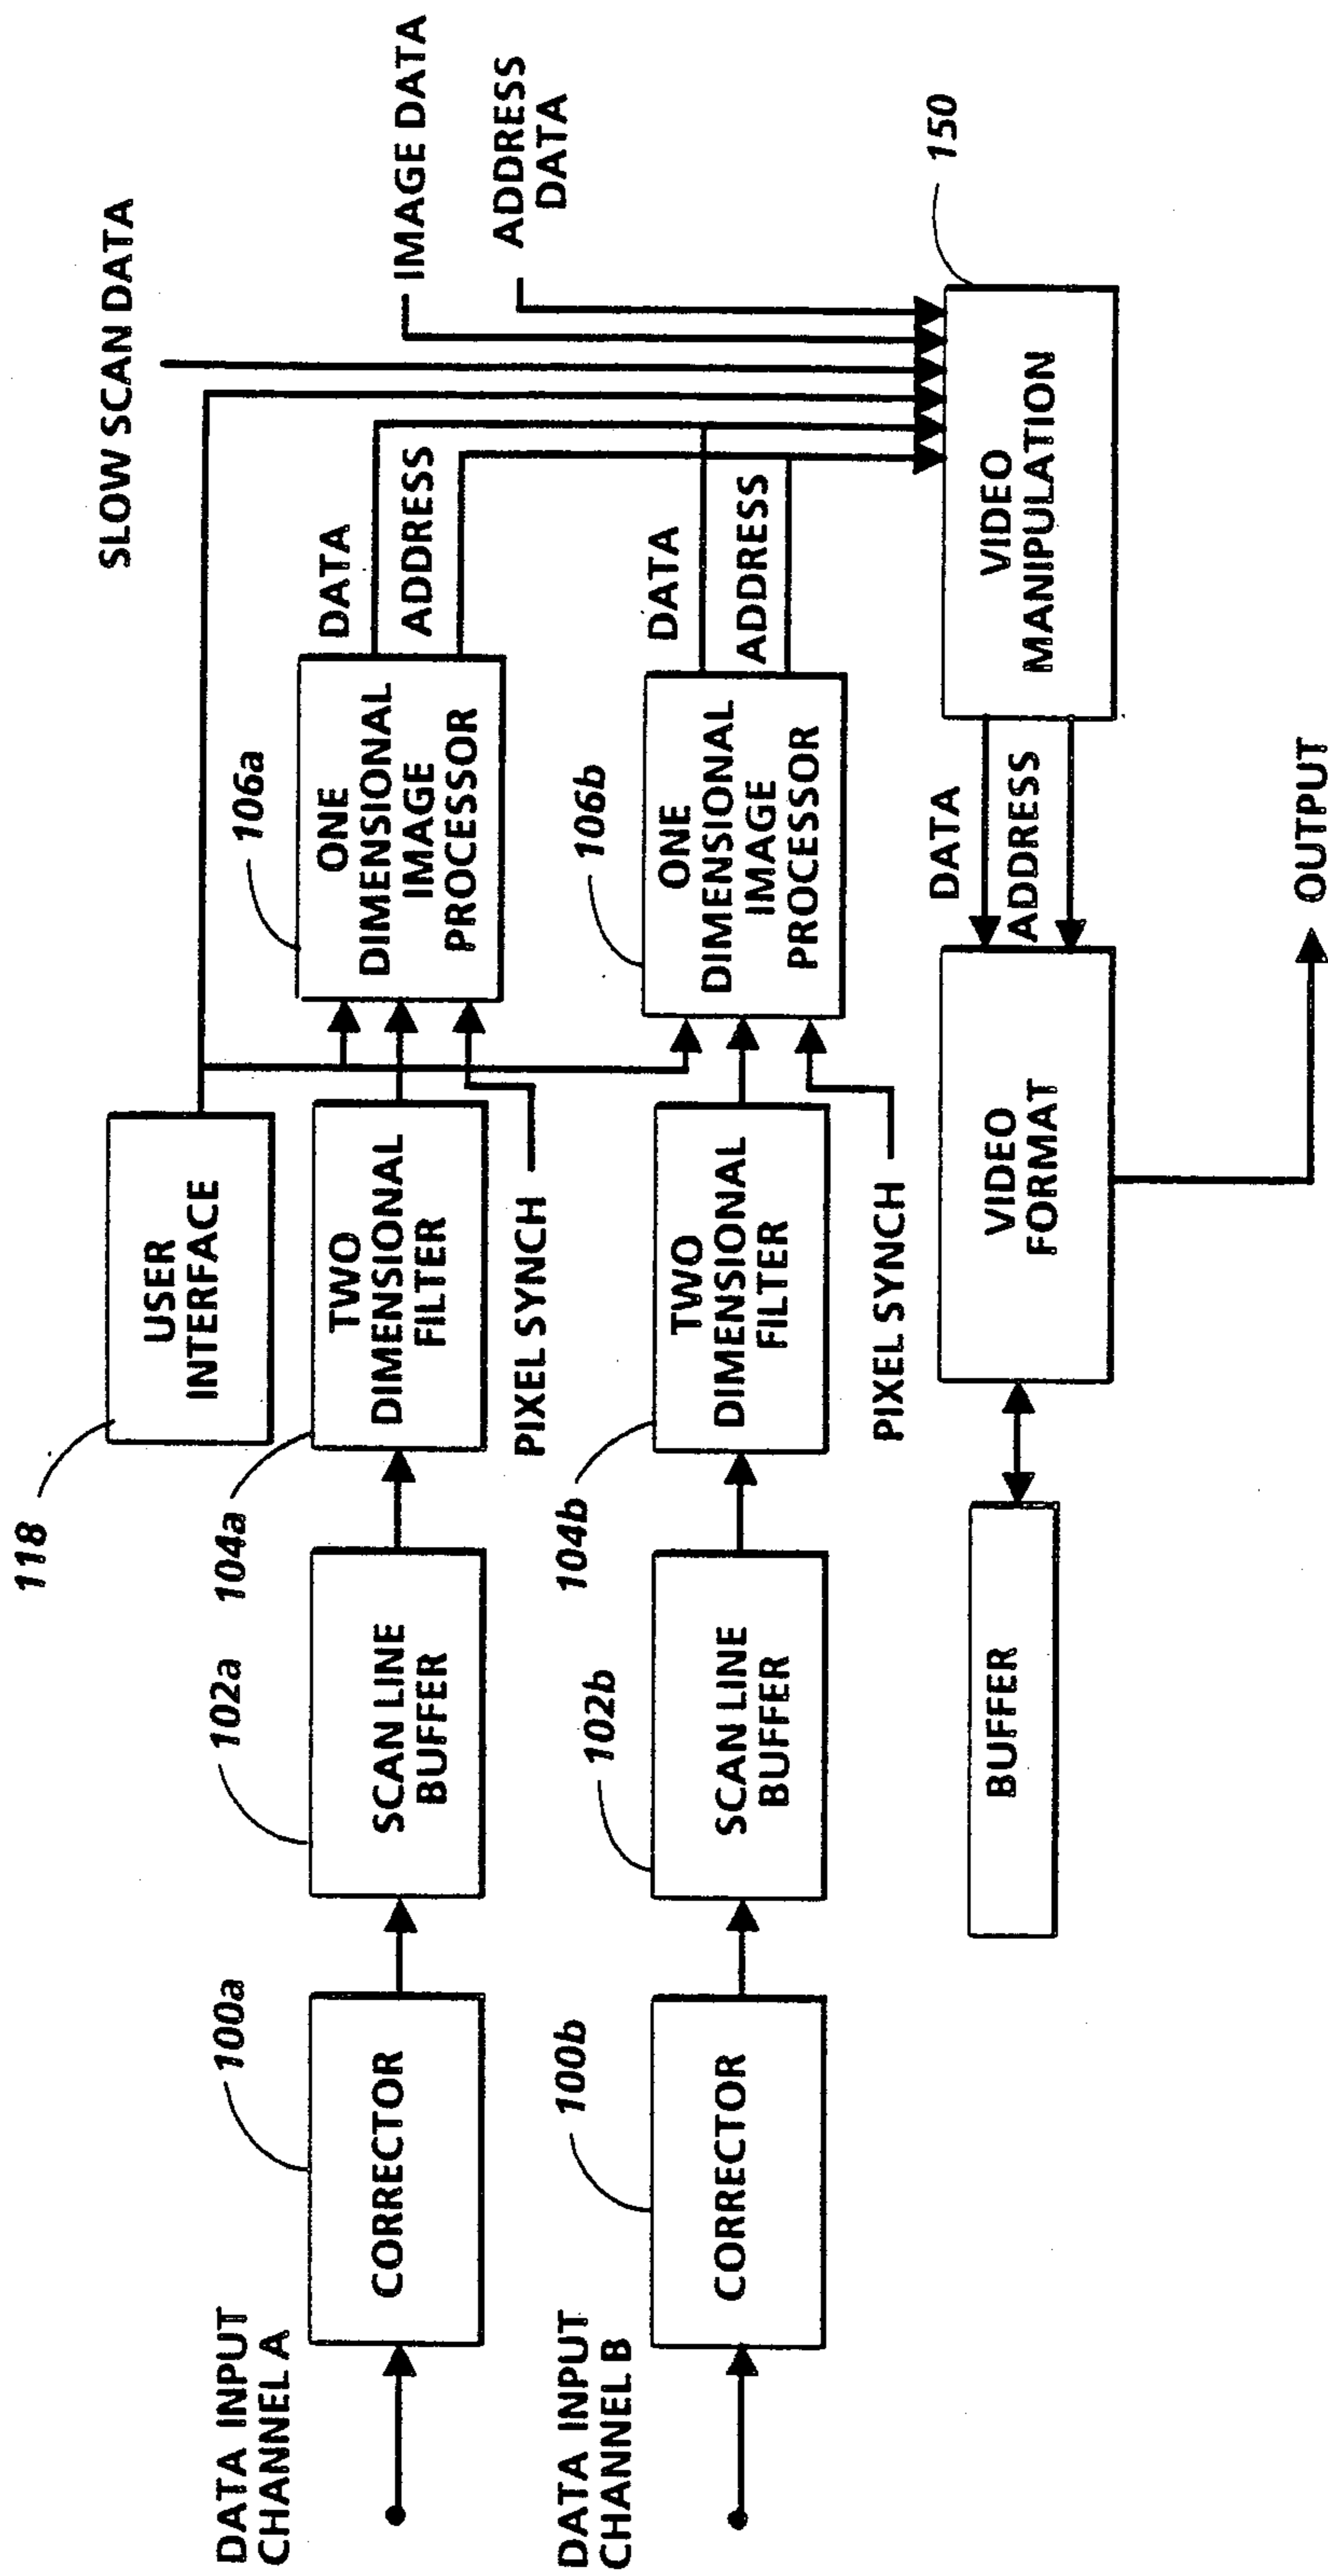 SLOW SCAN DATA
IMAGE DATA
ADDRESS
DATA
118
USER
INTERFACE
DATA INPUT
CHANNEL A
100a
CORRECTOR
102a
SCAN LINE
BUFFER
104a
TWO
DIMENSIONAL
FILTER
PIXEL SYNCH
106a
ONE
DIMENSIONAL
IMAGE
PROCESSOR
DATA
ADDRESS
DATA INPUT
CHANNEL B
100b
CORRECTOR
102b
SCAN LINE
BUFFER
104b
TWO
DIMENSIONAL
FILTER
PIXEL SYNCH
106b
ONE
DIMENSIONAL
IMAGE
PROCESSOR
DATA
ADDRESS
150
VIDEO
MANIPULATION
DATA
ADDRESS
VIDEO
FORMAT
BUFFER
OUTPUT